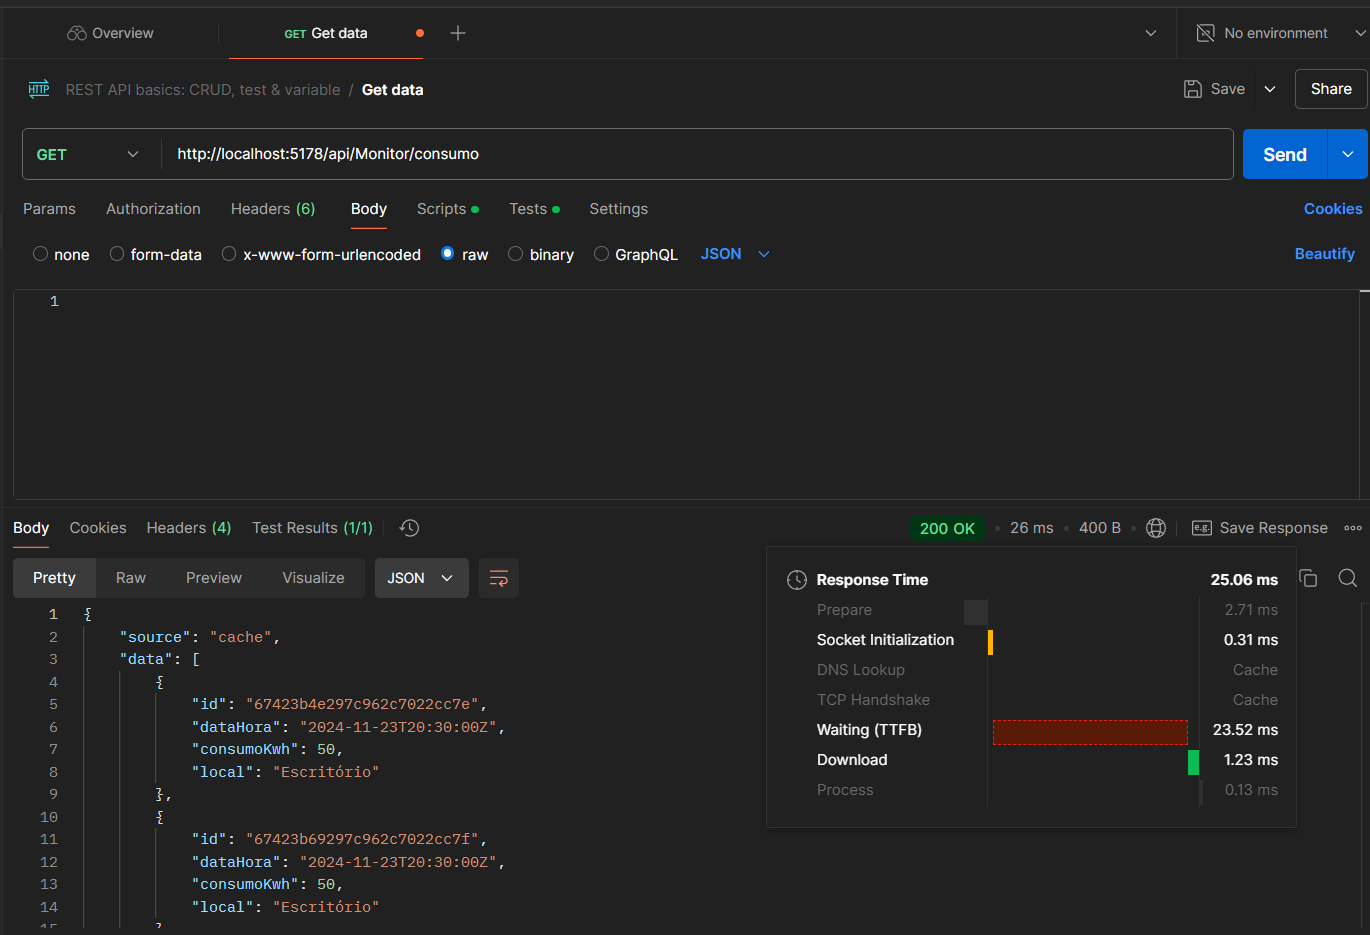 Overview
GET Get data
No environment
HTTP REST API basics: CRUD, test & variable / Get data
Save
Share
GET http://localhost:5178/api/Monitor/consumo
Send
Params Authorization Headers (6) Body Scripts Tests Settings Cookies
none form-data x-www-form-urlencoded raw binary GraphQL JSON Beautify
1
Body Cookies Headers (4) Test Results (1/1) 200 OK • 26 ms • 400 B • e.g. Save Response
Pretty Raw Preview Visualize JSON
Response Time 25.06 ms
Prepare 2.71 ms
Socket Initialization 0.31 ms
DNS Lookup Cache
TCP Handshake Cache
Waiting (TTFB) 23.52 ms
Download 1.23 ms
Process 0.13 ms
1 {
2 "source": "cache",
3 "data": [
4 {
5 "id": "67423b4e297c962c7022cc7e",
6 "dataHora": "2024-11-23T20:30:00Z",
7 "consumoKwh": 50,
8 "local": "Escritório"
9 },
10 {
11 "id": "67423b69297c962c7022cc7f",
12 "dataHora": "2024-11-23T20:30:00Z",
13 "consumoKwh": 50,
14 "local": "Escritório"
15 }